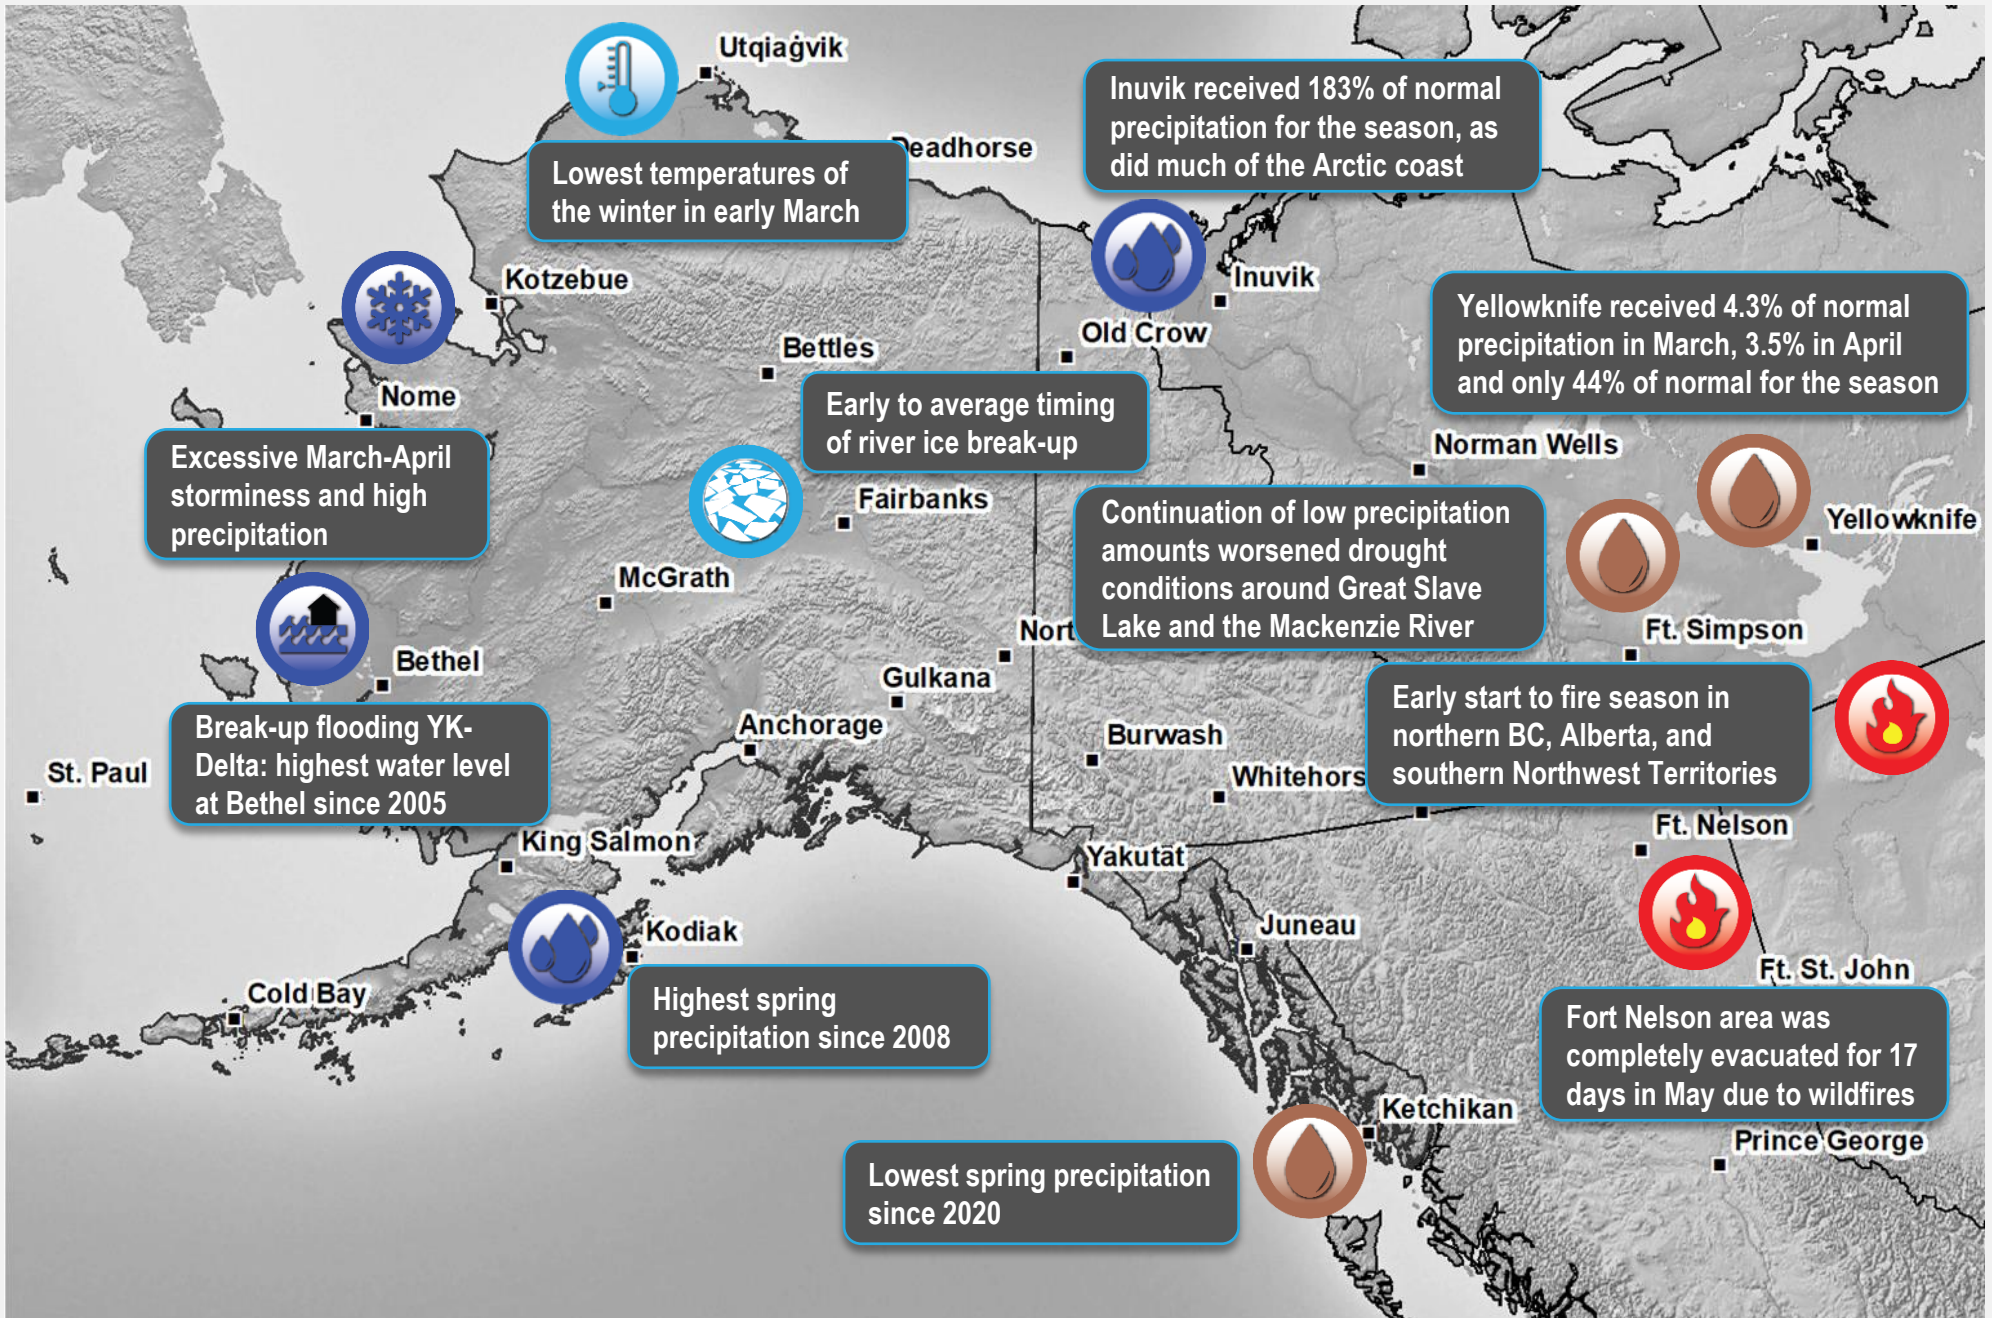 Utqiaġvik
Inuvik received 183% of normal
precipitation for the season, as
did much of the Arctic coast
Deadhorse
Lowest temperatures of
the winter in early March
Kotzebue
Inuvik
Yellowknife received 4.3% of normal
precipitation in March, 3.5% in April
and only 44% of normal for the season
Old Crow
Bettles
Nome
Early to average timing
of river ice break-up
Norman Wells
Excessive March-April
storminess and high
precipitation
Fairbanks
Continuation of low precipitation
amounts worsened drought
conditions around Great Slave
Lake and the Mackenzie River
Yellowknife
McGrath
Nort
Ft. Simpson
Bethel
Gulkana
Early start to fire season in
northern BC, Alberta, and
southern Northwest Territories
Break-up flooding YK-
Delta: highest water level
at Bethel since 2005
Anchorage
Burwash
St. Paul
Whitehors
Ft. Nelson
King Salmon
Yakutat
Kodiak
Juneau
Ft. St. John
Cold Bay
Highest spring
precipitation since 2008
Fort Nelson area was
completely evacuated for 17
days in May due to wildfires
Ketchikan
Prince George
Lowest spring precipitation
since 2020